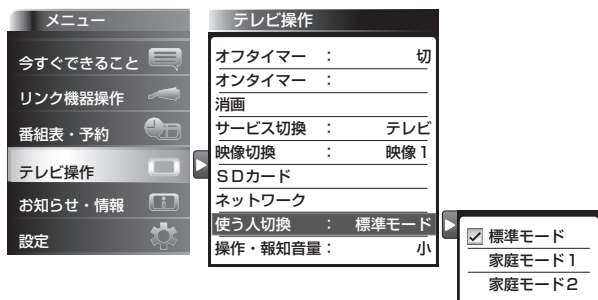 メニュー
今すぐできること
リンク機器操作
番組表・予約
テレビ操作
お知らせ・情報
設定
テレビ操作
オフタイマー : 切
オンタイマー :
消画
サービス切換 : テレビ
映像切換 : 映像1
SDカード
ネットワーク
使う人切換 : 標準モード
操作・報知音量 : 小
標準モード
家庭モード1
家庭モード2